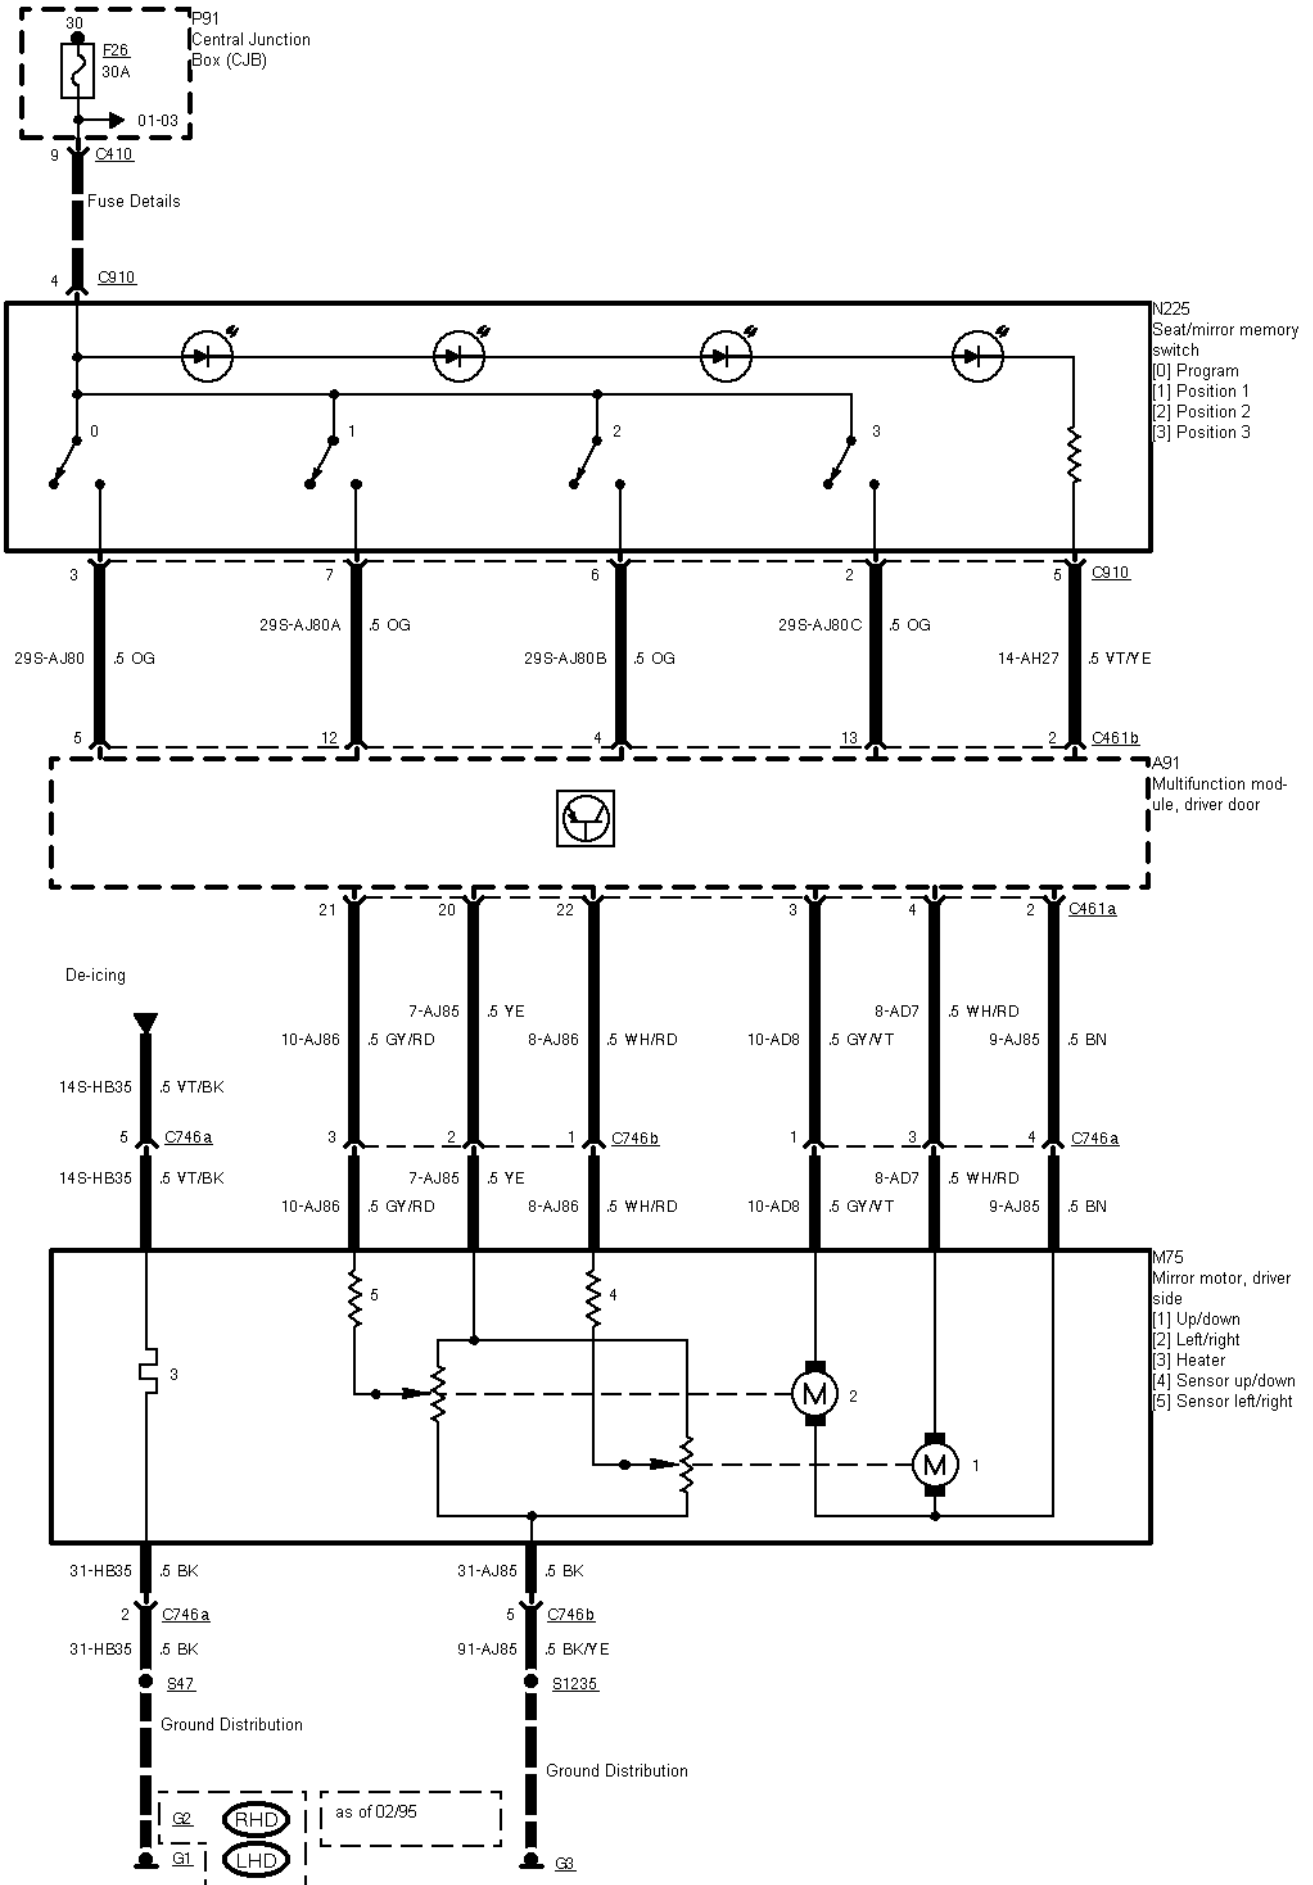 30
P91
Central Junction
Box (CJB)
F26
30A
01-03
9 C410
Fuse Details
4 C910
N225
Seat/mirror memory
switch
[0] Program
[1] Position 1
[2] Position 2
[3] Position 3
0 1 2 3
3 7 6 2 5 C910
29S-AJ80A .5 OG 29S-AJ80C .5 OG
29S-AJ80 .5 OG 29S-AJ80B .5 OG 14-AH27 .5 VT/YE
5 12 4 13 2 C461b
A91
Multifunction mod-
ule, driver door
21 20 22 3 4 2 C461a
De-icing
7-AJ85 .5 YE 8-AD7 .5 WH/RD
10-AJ86 .5 GY/RD 8-AJ86 .5 WH/RD 10-AD8 .5 GY/VT 9-AJ85 .5 BN
14S-HB35 .5 VT/BK
5 C746a 3 2 1 C746b 1 3 4 C746a
14S-HB35 .5 VT/BK 7-AJ85 .5 YE 8-AD7 .5 WH/RD
10-AJ86 .5 GY/RD 8-AJ86 .5 WH/RD 10-AD8 .5 GY/VT 9-AJ85 .5 BN
M75
Mirror motor, driver
side
[1] Up/down
[2] Left/right
[3] Heater
[4] Sensor up/down
[5] Sensor left/right
5 4
3
M 2
M 1
31-HB35 .5 BK 31-AJ85 .5 BK
2 C746a 5 C746b
31-HB35 .5 BK 91-AJ85 .5 BK/YE
S47 S1235
Ground Distribution
Ground Distribution
G2 RHD as of 02/95
G1 LHD G3